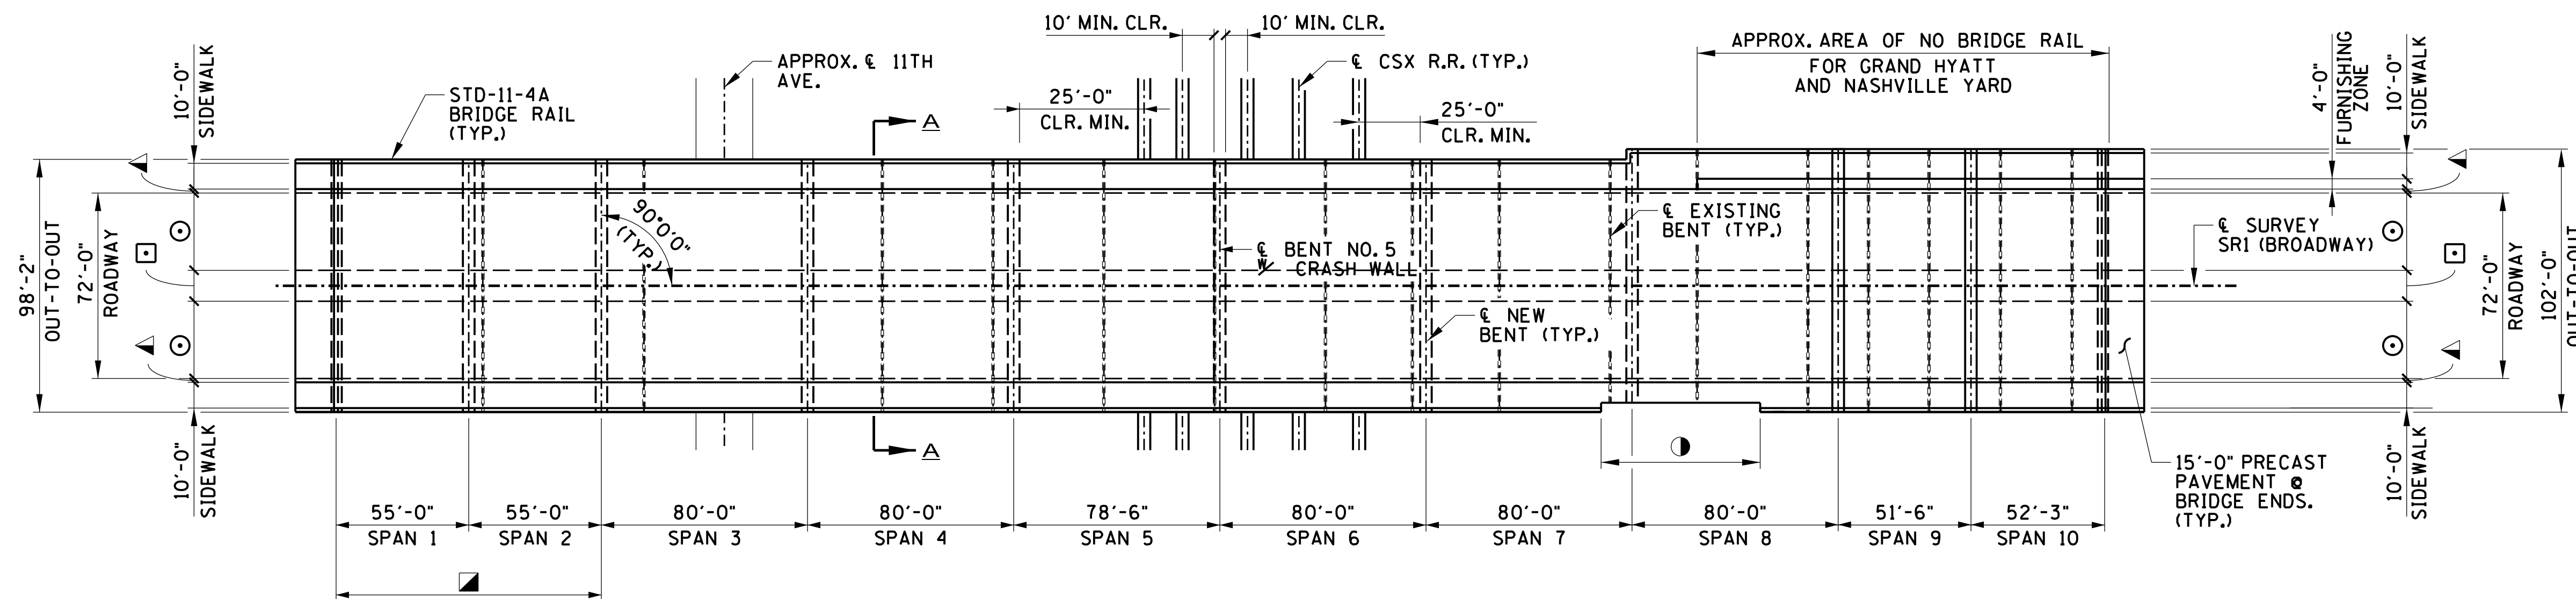 10' MIN. CLR.
10' MIN. CLR.
APPROX. AREA OF NO BRIDGE RAIL
FOR GRAND HYATT
AND NASHVILLE YARD
10'-0"
SIDEWALK
STD-11-4A
BRIDGE RAIL
(TYP.)
APPROX. ℄ 11TH
AVE.
℄ CSX R.R. (TYP.)
25'-0"
CLR. MIN.
25'-0"
CLR. MIN.
4'-0"
FURNISHING
ZONE
10'-0"
SIDEWALK
A
98'-2"
OUT-TO-OUT
72'-0"
ROADWAY
90°0'0"
(TYP.)
℄ BENT NO. 5
W/ CRASH WALL
℄ EXISTING
BENT (TYP.)
℄ NEW
BENT (TYP.)
℄ SURVEY
SR1 (BROADWAY)
72'-0"
ROADWAY
102'-0"
OUT-TO-OUT
10'-0"
SIDEWALK
A
15'-0" PRECAST
PAVEMENT @
BRIDGE ENDS.
(TYP.)
10'-0"
SIDEWALK
55'-0"
SPAN 1
55'-0"
SPAN 2
80'-0"
SPAN 3
80'-0"
SPAN 4
78'-6"
SPAN 5
80'-0"
SPAN 6
80'-0"
SPAN 7
80'-0"
SPAN 8
51'-6"
SPAN 9
52'-3"
SPAN 10